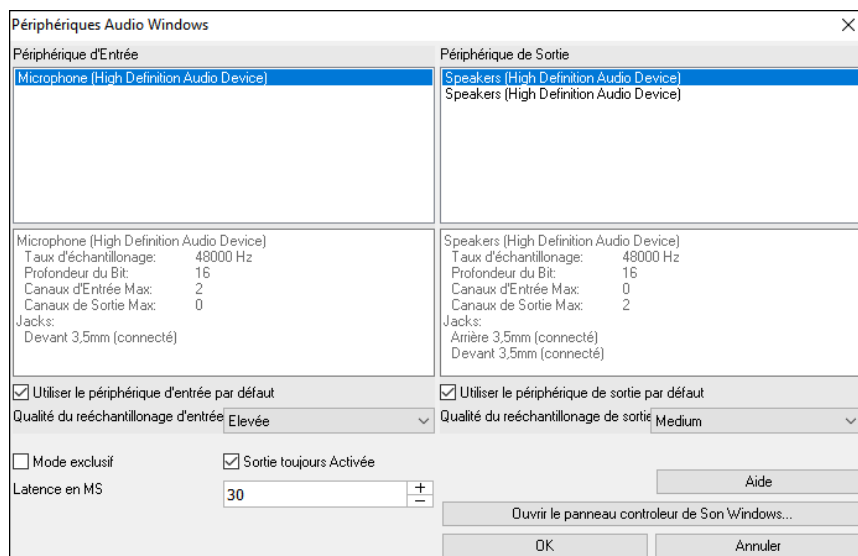 Périphériques Audio Windows
Périphérique d'Entrée
Microphone (High Definition Audio Device)
Microphone (High Definition Audio Device)
Taux d'échantillonage: 48000 Hz
Profondeur du Bit: 16
Canaux d'Entrée Max: 2
Canaux de Sortie Max: 0
Jacks:
Devant 3,5mm (connecté)
Utiliser le périphérique d'entrée par défaut
Qualité du reéchantillonage d'entrée Elevée
Périphérique de Sortie
Speakers (High Definition Audio Device)
Speakers (High Definition Audio Device)
Speakers (High Definition Audio Device)
Taux d'échantillonage: 48000 Hz
Profondeur du Bit: 16
Canaux d'Entrée Max: 0
Canaux de Sortie Max: 2
Jacks:
Arrière 3,5mm (connecté)
Devant 3,5mm (connecté)
Utiliser le périphérique de sortie par défaut
Qualité du reéchantillonage de sortie Medium
Mode exclusif
Sortie toujours Activée
Latence en MS 30
Aide
Ouvrir le panneau controleur de Son Windows...
OK
Annuler